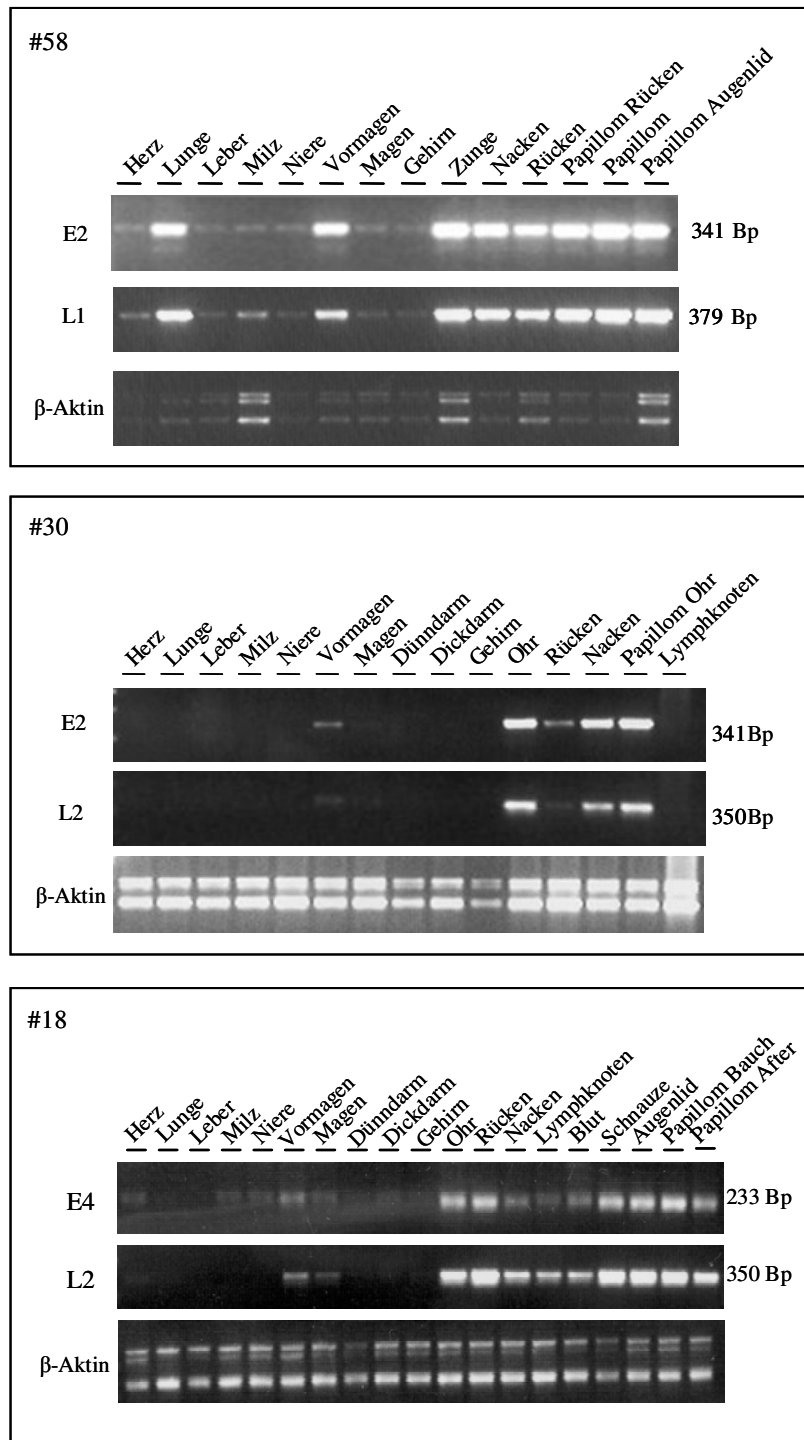 #58
Herz Lunge Leber Milz Niere Vormagen Magen Gehirn Zunge Nacken Rücken Papillom Rücken Papillom Papillom Augenlid
E2 341 Bp
L1 379 Bp
β-Aktin
#30
Herz Lunge Leber Milz Niere Vormagen Magen Dünndarm Dickdarm Gehirn Ohr Rücken Nacken Papillom Ohr Lymphknoten
E2 341Bp
L2 350Bp
β-Aktin
#18
Herz Lunge Leber Milz Niere Vormagen Magen Dünndarm Dickdarm Gehirn Ohr Rücken Nacken Lymphknoten Blut Schnauze Augenlid Papillom Bauch Papillom After
E4 233 Bp
L2 350 Bp
β-Aktin